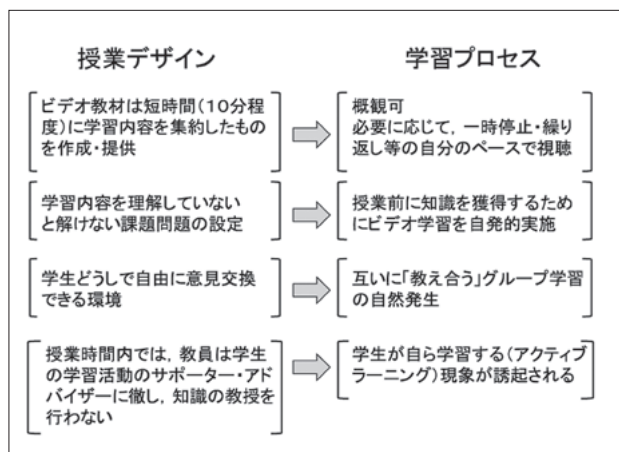 授業デザイン
学習プロセス
ビデオ教材は短時間（１０分程
度）に学習内容を集約したもの
を作成・提供
概観可
必要に応じて，一時停止・繰り
返し等の自分のペースで視聴
学習内容を理解していない
と解けない課題問題の設定
授業前に知識を獲得するため
にビデオ学習を自発的実施
学生どうしで自由に意見交換
できる環境
互いに「教え合う」グループ学習
の自然発生
授業時間内では，教員は学生
の学習活動のサポーター・アド
バイザーに徹し，知識の教授を
行わない
学生が自ら学習する（アクティブ
ラーニング）現象が誘起される